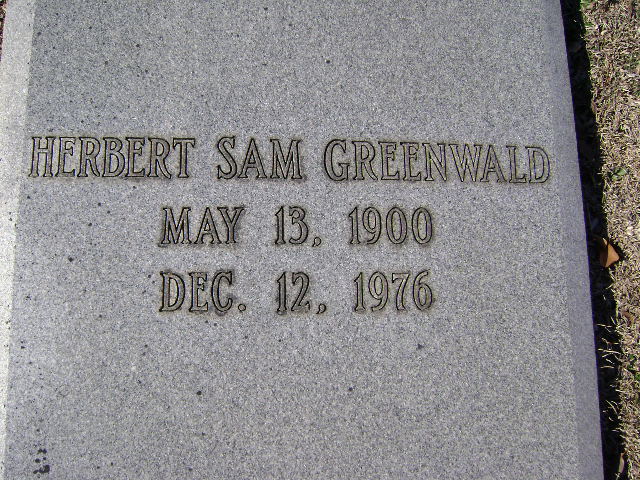 HERBERT SAM GREENWALD
MAY 13, 1900
DEC. 12, 1976